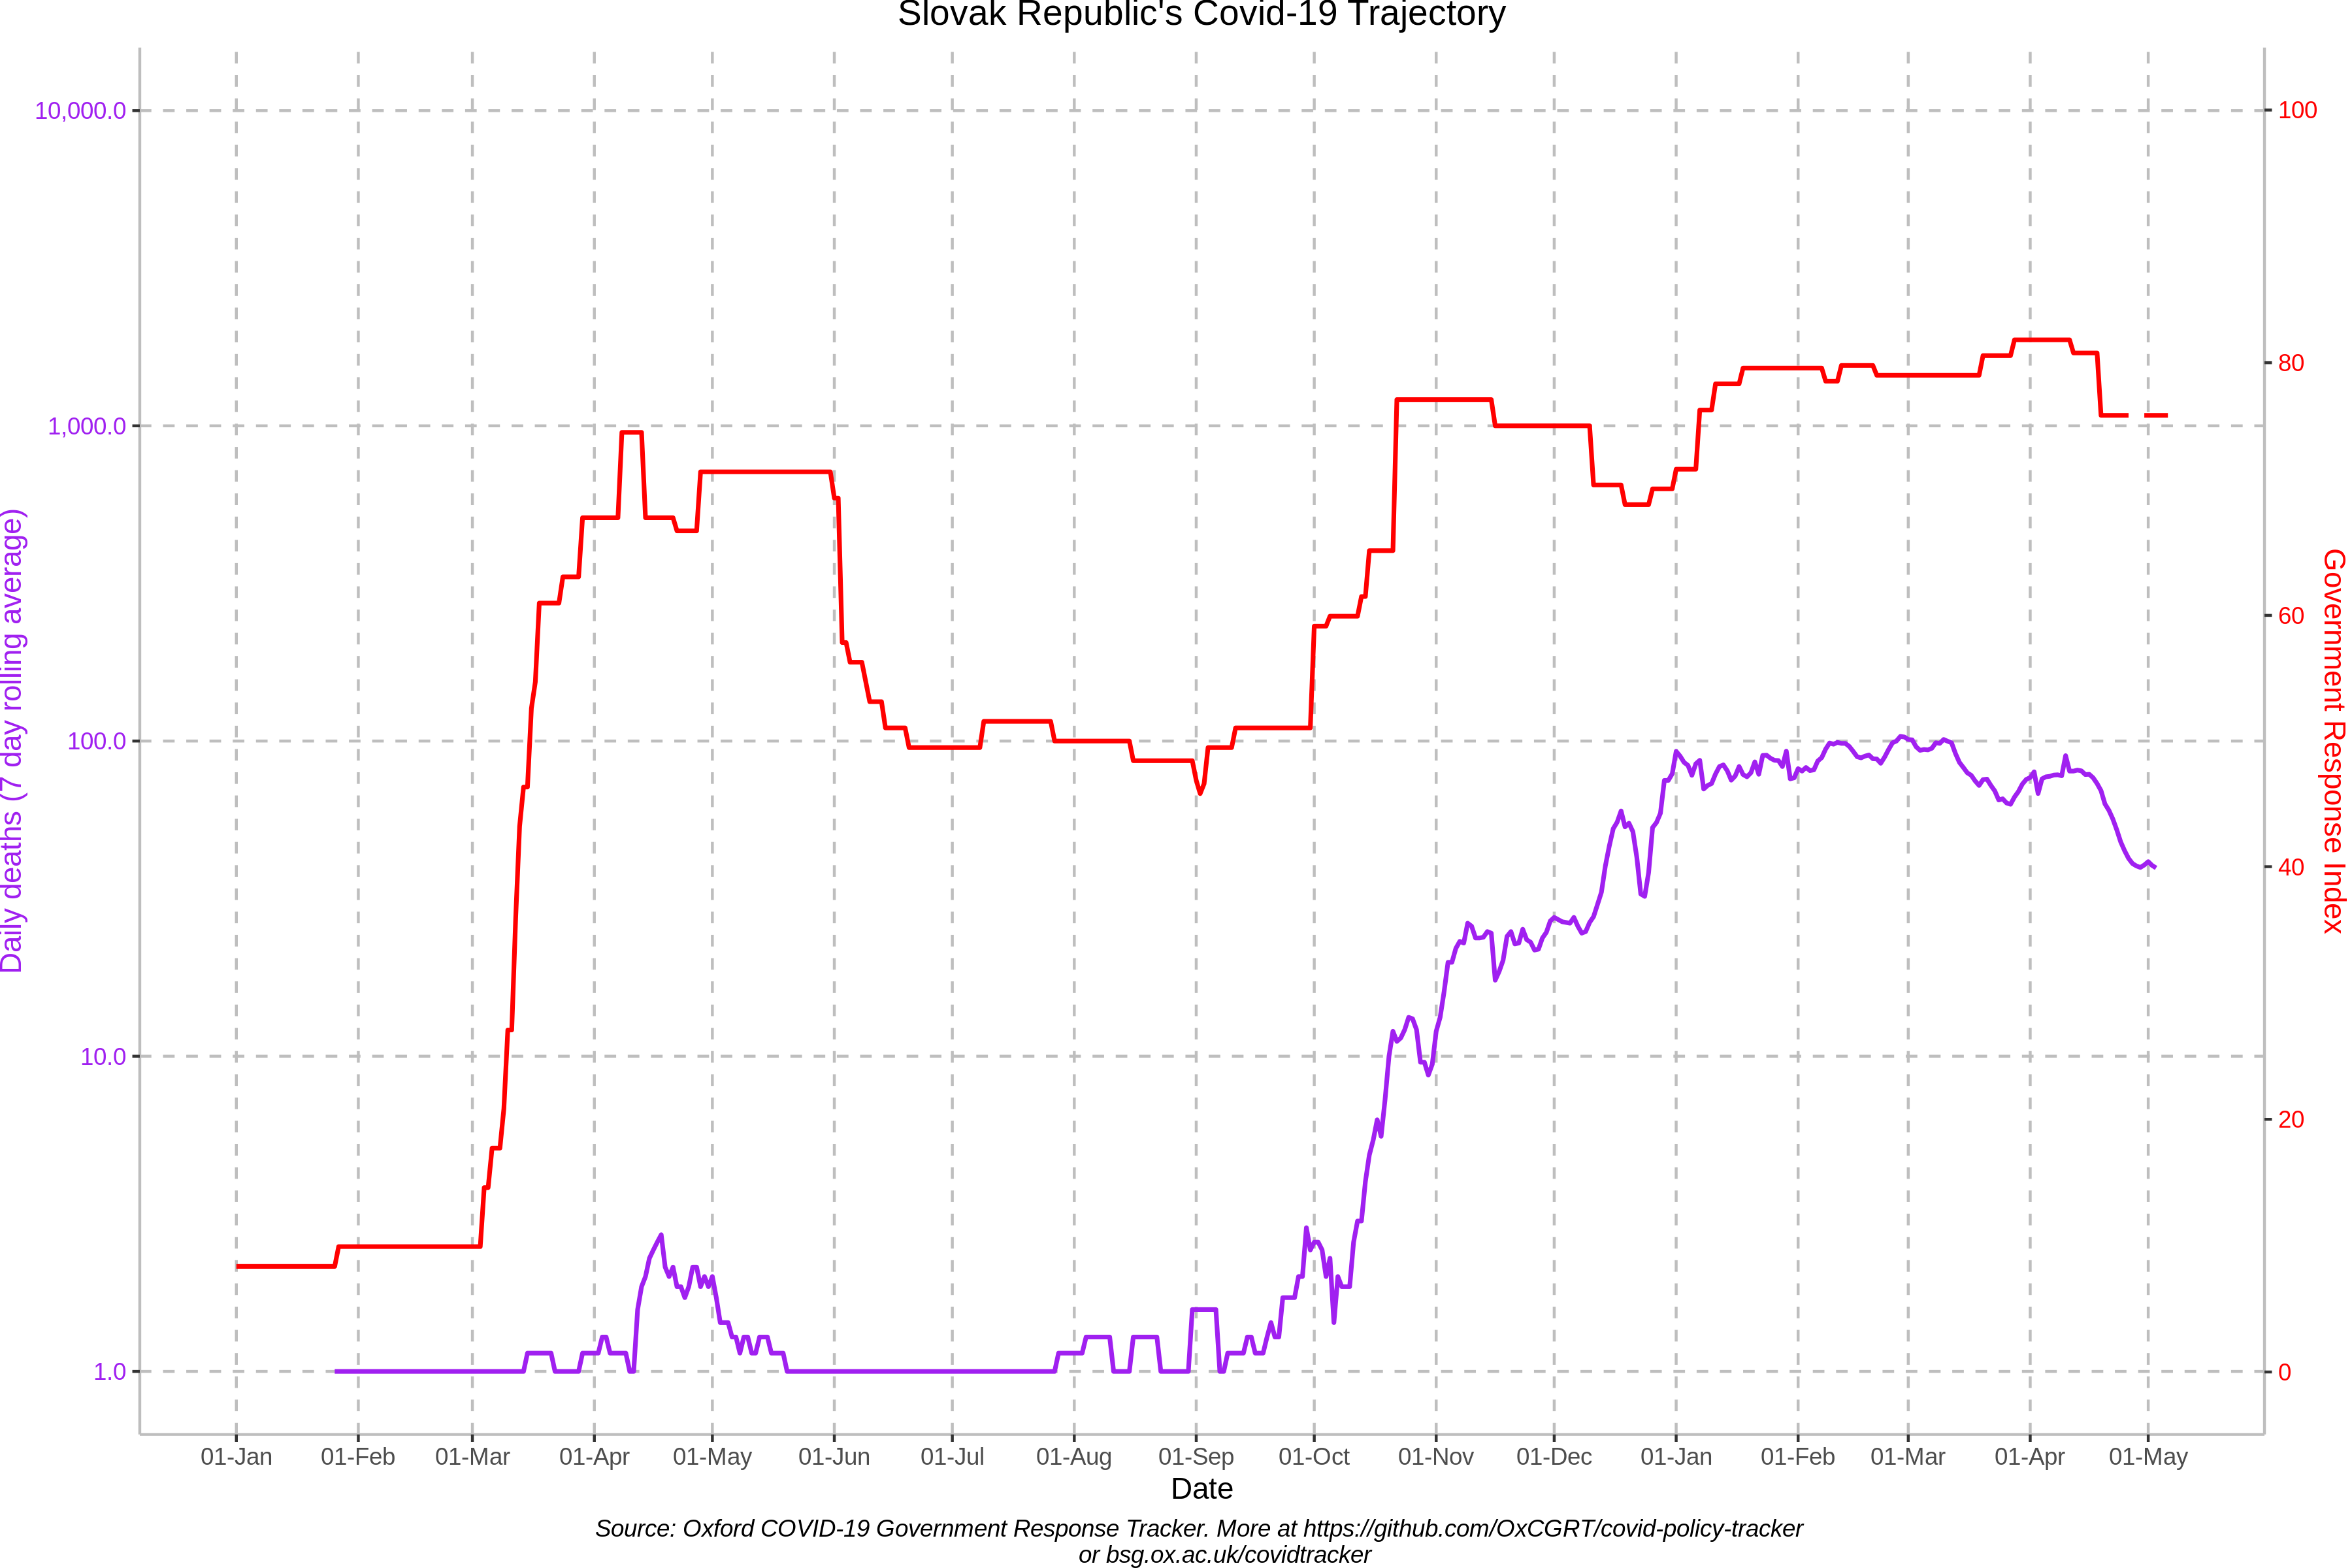 Slovak Republic's Covid-19 Trajectory
10,000.0
1,000.0
100.0
10.0
1.0
Daily deaths (7 day rolling average)
100
80
60
40
20
0
Government Response Index
01-Jan 01-Feb 01-Mar 01-Apr 01-May 01-Jun 01-Jul 01-Aug 01-Sep 01-Oct 01-Nov 01-Dec 01-Jan 01-Feb 01-Mar 01-Apr 01-May
Date
Source: Oxford COVID-19 Government Response Tracker. More at https://github.com/OxCGRT/covid-policy-tracker
or bsg.ox.ac.uk/covidtracker